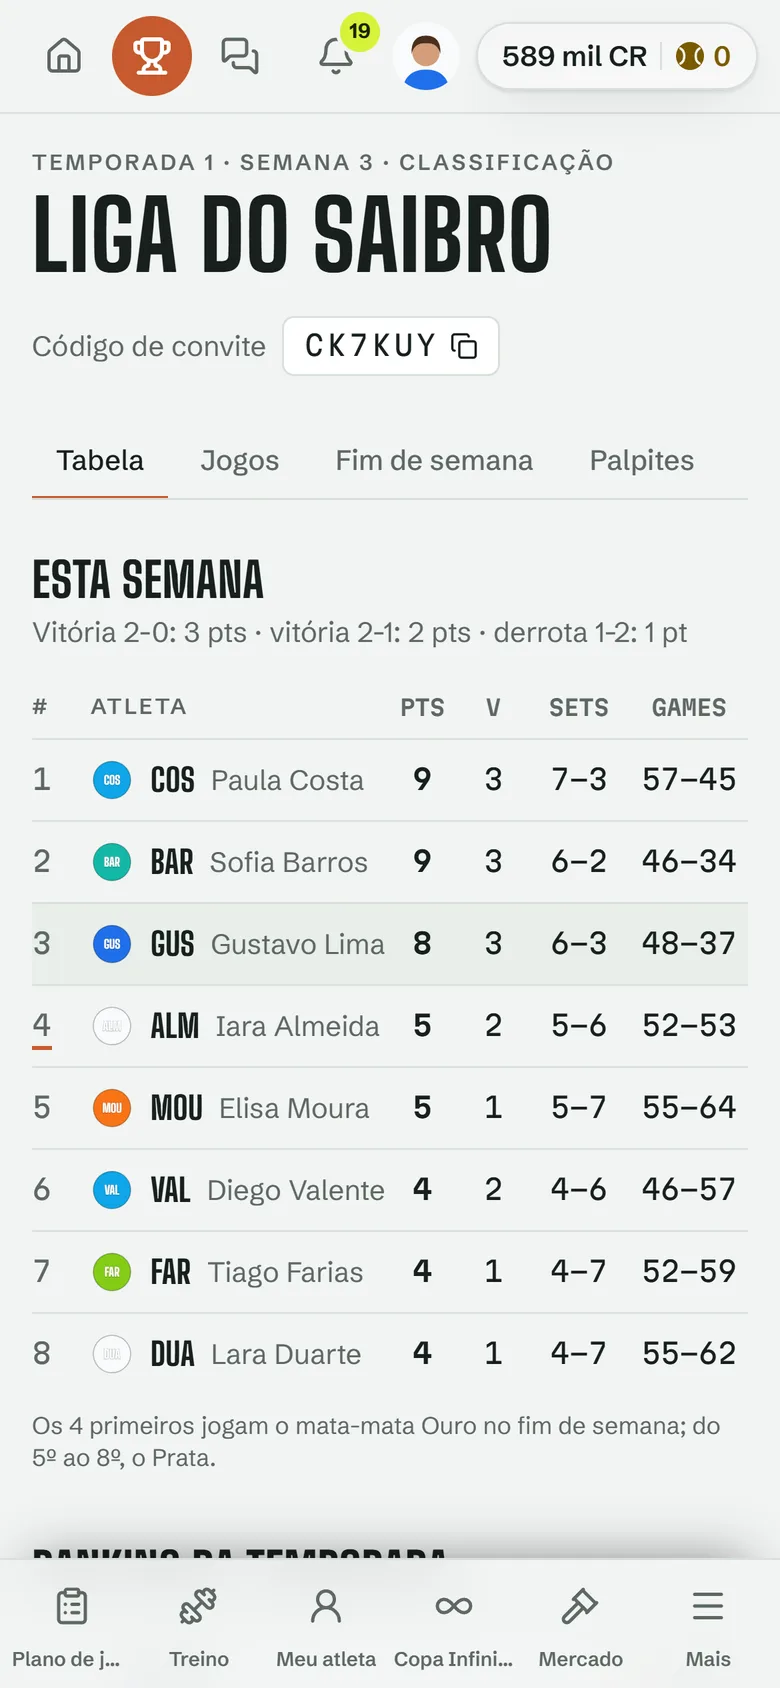 19
589 mil CR 0
TEMPORADA 1 · SEMANA 3 · CLASSIFICAÇÃO
LIGA DO SAIBRO
Código de convite CK7KUY
Tabela Jogos Fim de semana Palpites
ESTA SEMANA
Vitória 2-0: 3 pts · vitória 2-1: 2 pts · derrota 1-2: 1 pt
# ATLETA PTS V SETS GAMES
1 COS COS Paula Costa 9 3 7–3 57–45
2 BAR BAR Sofia Barros 9 3 6–2 46–34
3 GUS GUS Gustavo Lima 8 3 6–3 48–37
4 ALM ALM Iara Almeida 5 2 5–6 52–53
5 MOU MOU Elisa Moura 5 1 5–7 55–64
6 VAL VAL Diego Valente 4 2 4–6 46–57
7 FAR FAR Tiago Farias 4 1 4–7 52–59
8 DUA DUA Lara Duarte 4 1 4–7 55–62
Os 4 primeiros jogam o mata-mata Ouro no fim de semana; do
5º ao 8º, o Prata.
RANKING DA TEMPORADA
Plano de j... Treino Meu atleta Copa Infini... Mercado Mais